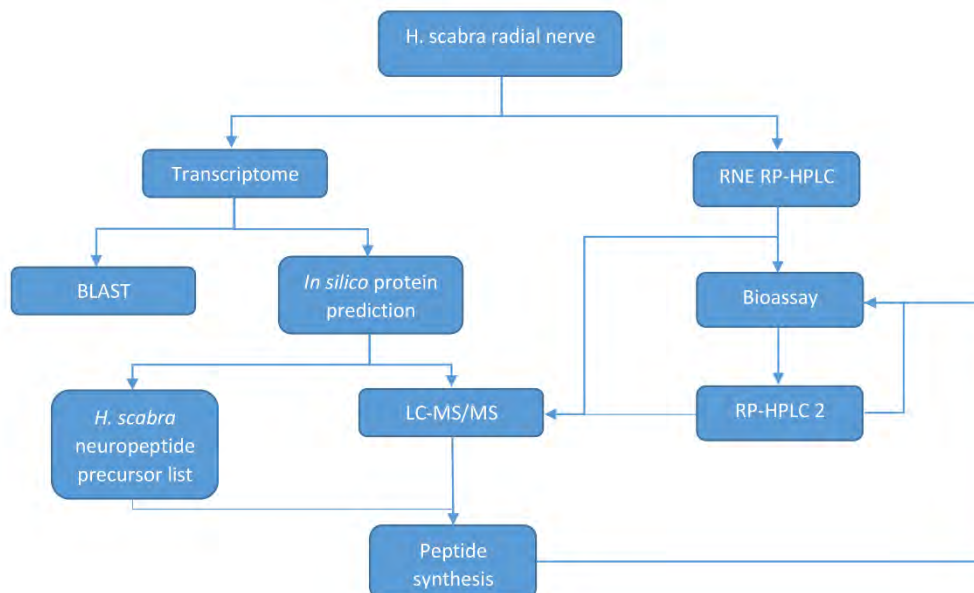 H. scabra radial nerve
Transcriptome
RNE RP-HPLC
BLAST
In silico protein
prediction
Bioassay
H. scabra
neuropeptide
precursor list
LC-MS/MS
RP-HPLC 2
Peptide
synthesis